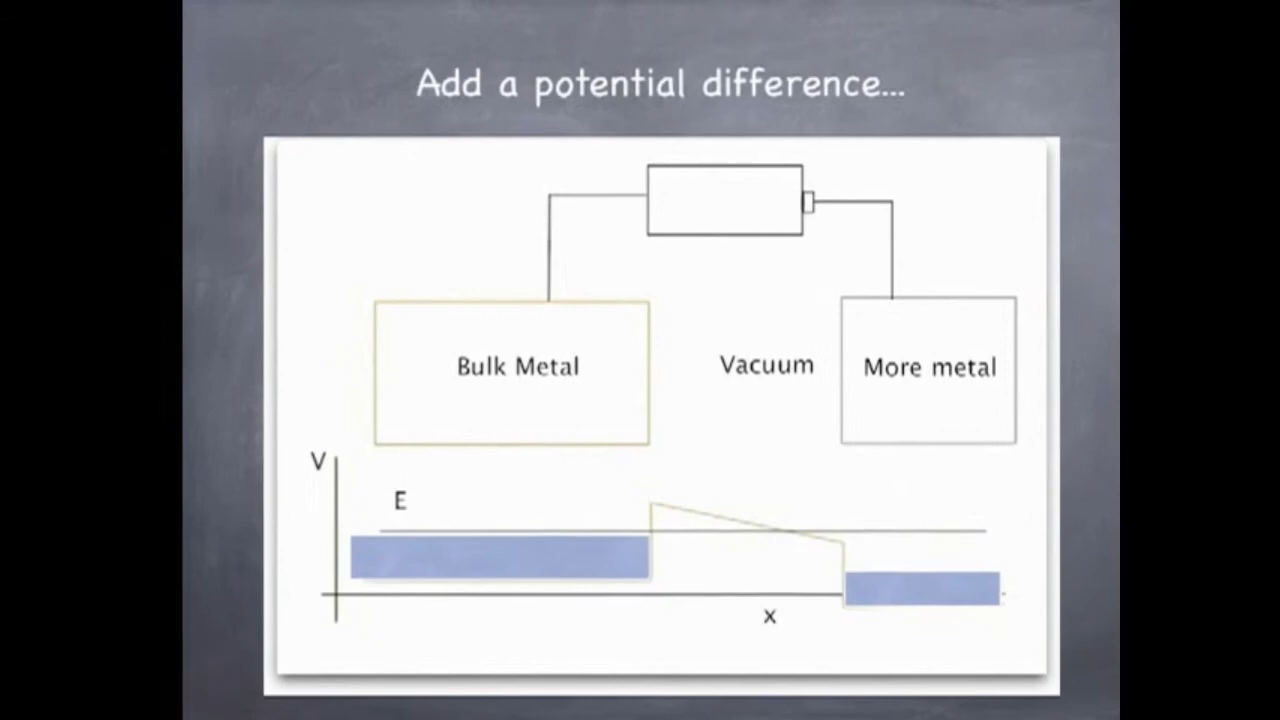 Add a potential difference...
Bulk Metal
Vacuum
More metal
V
E
x